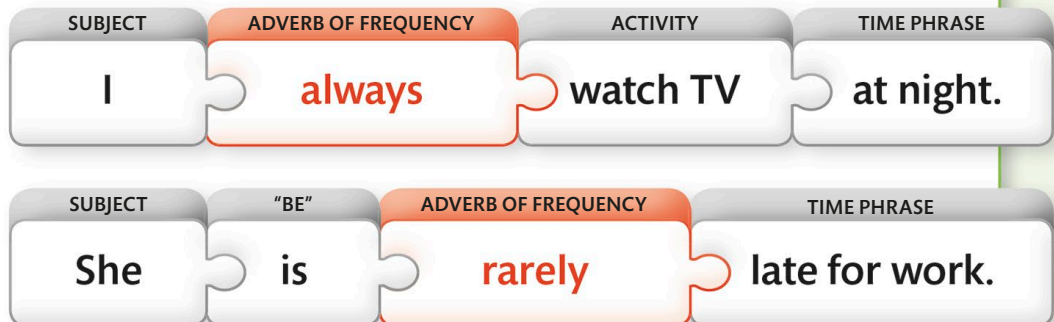 SUBJECT ADVERB OF FREQUENCY ACTIVITY TIME PHRASE
I always watch TV at night.
SUBJECT "BE" ADVERB OF FREQUENCY TIME PHRASE
She is rarely late for work.